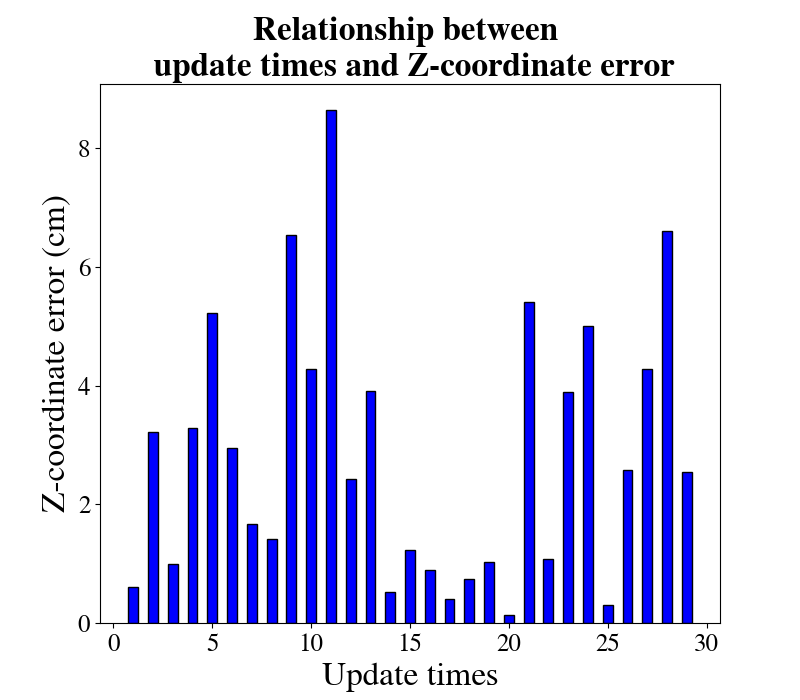 Relationship between
update times and Z-coordinate error
Z-coordinate error (cm)
8
6
4
2
0
0 5 10 15 20 25 30
Update times